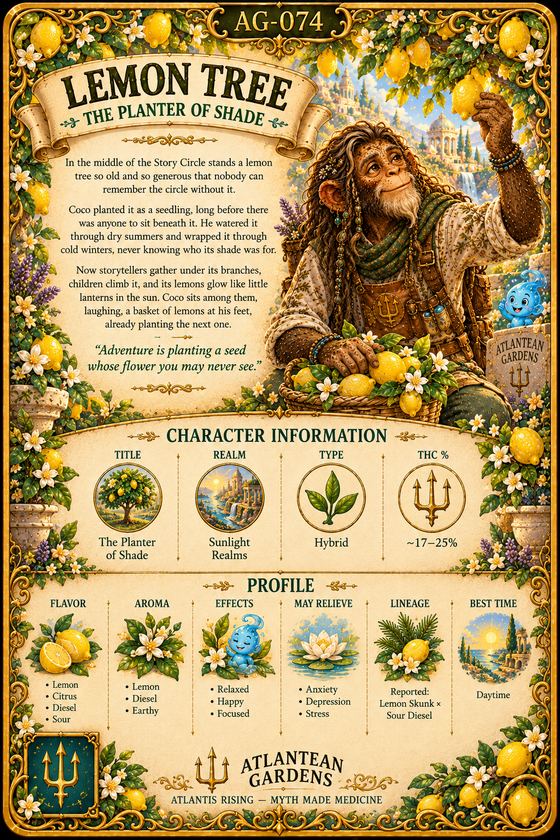 AG-074
LEMON TREE
THE PLANTER OF SHADE
In the middle of the Story Circle stands a lemon
tree so old and so generous that nobody can
remember the circle without it.
Coco planted it as a seedling, long before there
was anyone to sit beneath it. He watered it
through dry summers and wrapped it through
cold winters, never knowing who its shade was for.
Now storytellers gather under its branches,
children climb it, and its lemons glow like little
lanterns in the sun. Coco sits among them,
laughing, a basket of lemons at his feet,
already planting the next one.
“Adventure is planting a seed
whose flower you may never see.”
ATLANTEAN
GARDENS
CHARACTER INFORMATION
TITLE
The Planter
of Shade
REALM
Sunlight
Realms
TYPE
Hybrid
THC %
~17–25%
PROFILE
FLAVOR
• Lemon
• Citrus
• Diesel
• Sour
AROMA
• Lemon
• Diesel
• Earthy
EFFECTS
• Relaxed
• Happy
• Focused
MAY RELIEVE
• Anxiety
• Depression
• Stress
LINEAGE
Reported:
Lemon Skunk ×
Sour Diesel
BEST TIME
Daytime
ATLANTEAN
GARDENS
ATLANTIS RISING — MYTH MADE MEDICINE